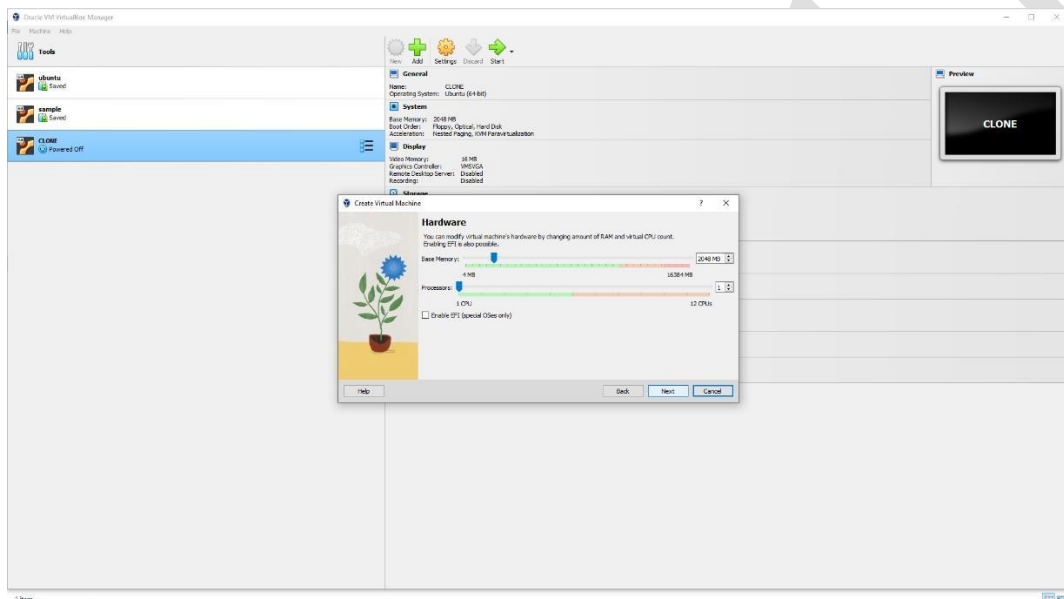 Oracle VM VirtualBox Manager
File Machine Help
Tools
New Add Settings Discard Start
ubuntu
Saved
sample
Saved
CLONE
Powered Off
General
Name: CLONE
Operating System: Ubuntu (64-bit)
System
Base Memory: 2048 MB
Boot Order: Floppy, Optical, Hard Disk
Acceleration: Nested Paging, KVM Paravirtualization
Display
Video Memory: 16 MB
Graphics Controller: VMSVGA
Remote Desktop Server: Disabled
Recording: Disabled
Storage
Preview
CLONE
Create Virtual Machine ? X
Hardware
You can modify virtual machine's hardware by changing amount of RAM and virtual CPU count.
Enabling EFI is also possible.
Base Memory: 2048 MB
4 MB 16384 MB
Processors: 1
1 CPU 12 CPUs
Enable EFI (special OSes only)
Help Back Next Cancel